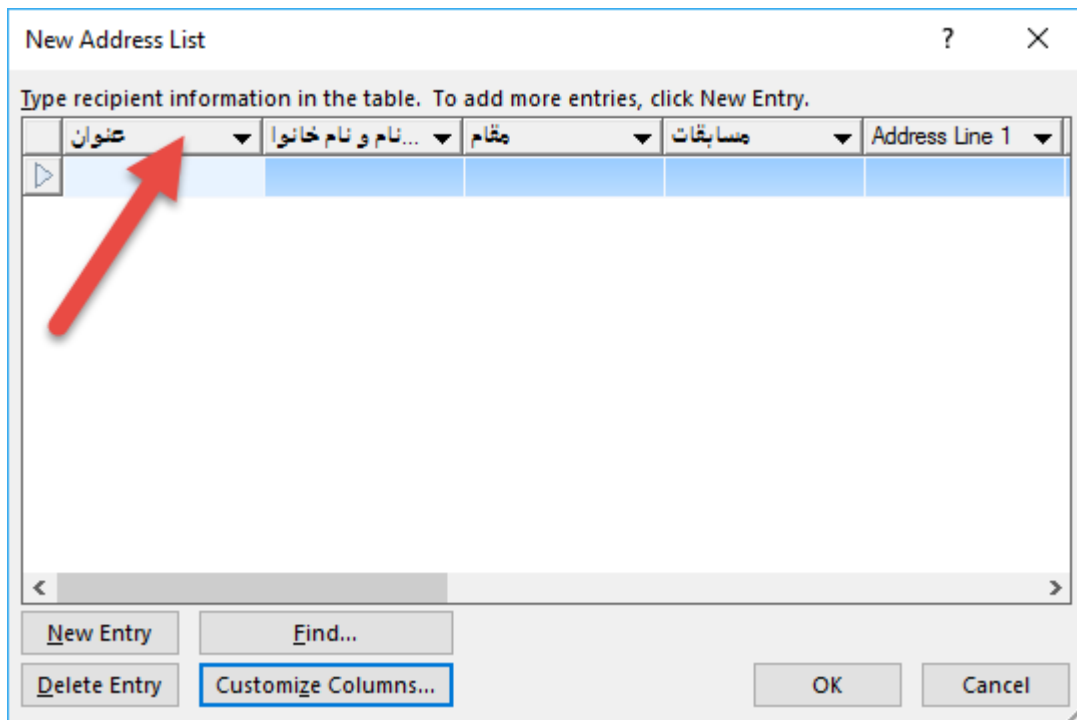 New Address List ? ×
Type recipient information in the table. To add more entries, click New Entry.
عنوان نام و نام خانوا... مقام مسابقات Address Line 1
New Entry Find...
Delete Entry Customize Columns... OK Cancel